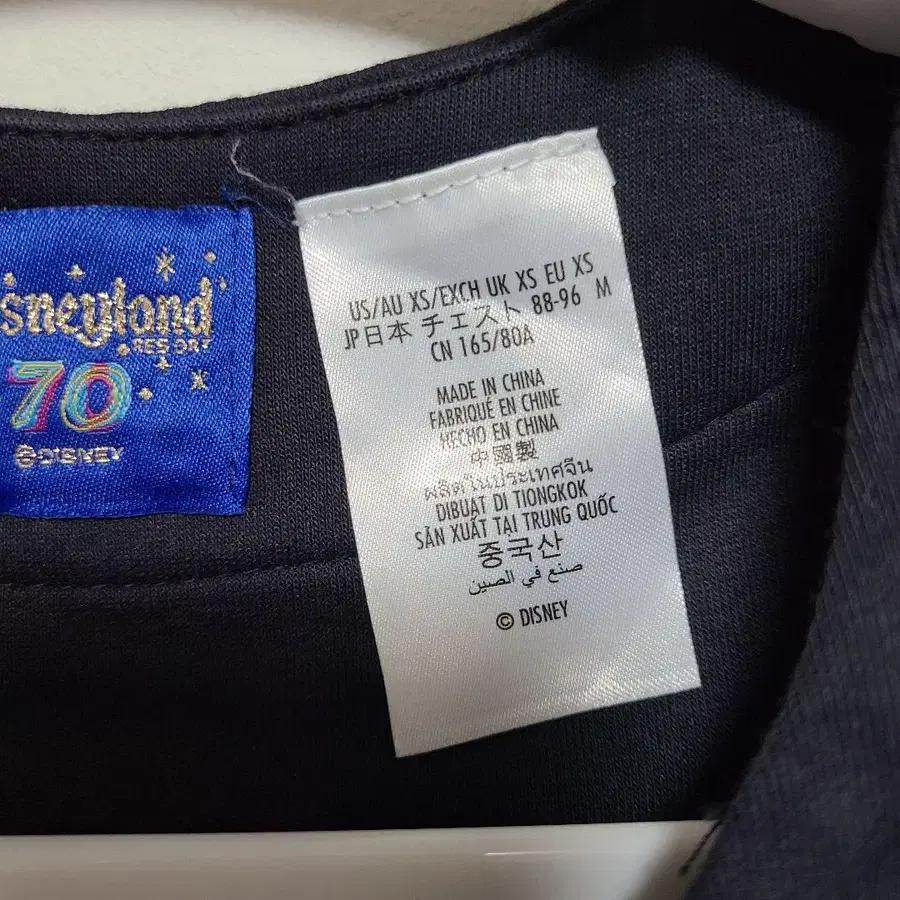 sneyland
RESORT
70
©DISNEY
US/AU XS/EXCH UK XS EU XS
JP日本 チェスト 88-96 M
CN 165/80A
MADE IN CHINA
FABRIQUÉ EN CHINE
HECHO EN CHINA
中國製
ผลิตในประเทศจีน
DIBUAT DI TIONGKOK
SẢN XUẤT TẠI TRUNG QUỐC
중국산
صنع في الصين
© DISNEY